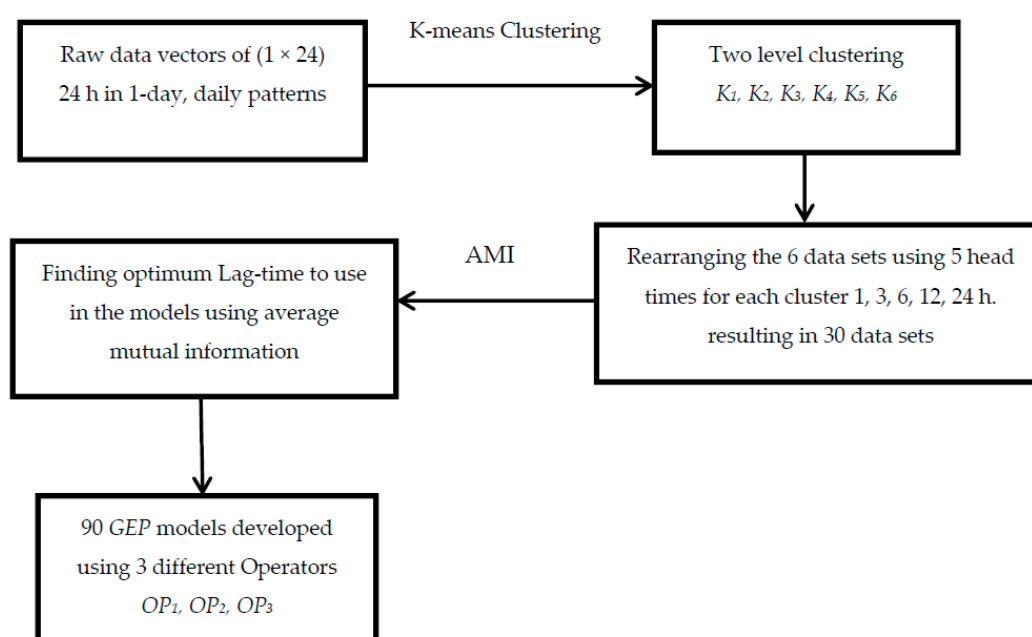 Raw data vectors of (1 × 24)
24 h in 1-day, daily patterns
K-means Clustering
Two level clustering
K₁, K₂, K₃, K₄, K₅, K₆
Rearranging the 6 data sets using 5 head
times for each cluster 1, 3, 6, 12, 24 h.
resulting in 30 data sets
AMI
Finding optimum Lag-time to use
in the models using average
mutual information
90 GEP models developed
using 3 different Operators
OP₁, OP₂, OP₃